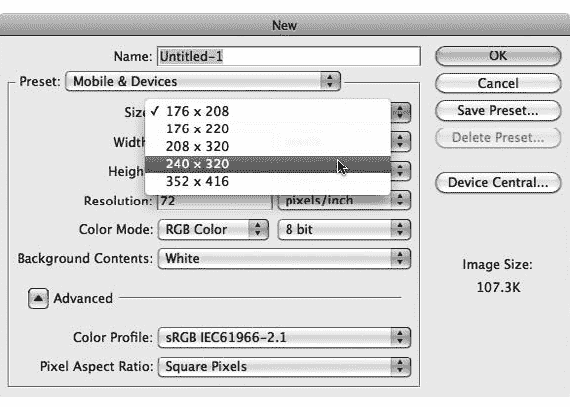 New
Name: Untitled-1
OK
Preset: Mobile & Devices
Cancel
Size
✓ 176 x 208
Save Preset...
176 x 220
Width
208 x 320
Delete Preset...
240 x 320
Heigh
352 x 416
Device Central...
Resolution: 72 pixels/inch
Color Mode: RGB Color 8 bit
Background Contents: White
Image Size:
107.3K
Advanced
Color Profile: sRGB IEC61966-2.1
Pixel Aspect Ratio: Square Pixels